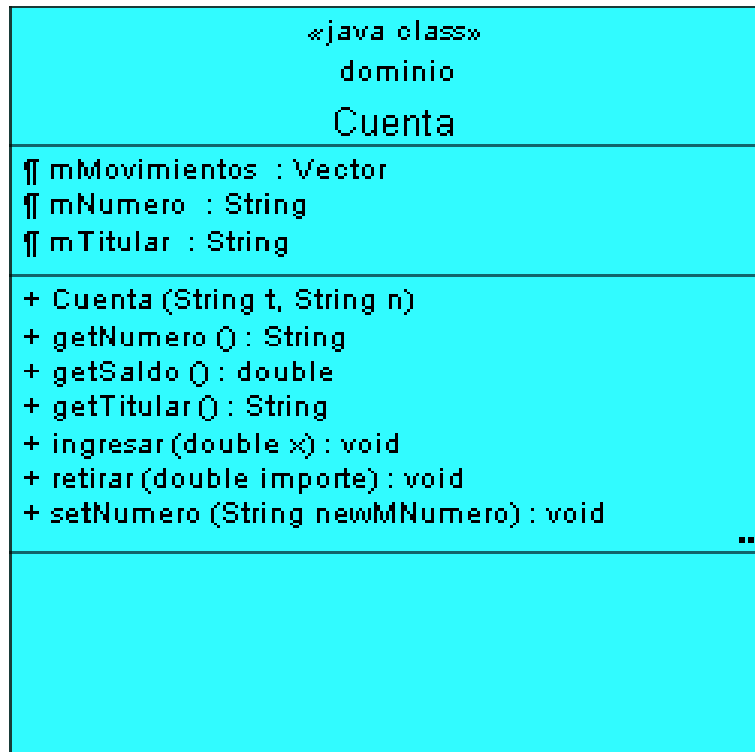 «java class»
dominio
Cuenta
¶ mMovimientos : Vector
¶ mNumero : String
¶ mTitular : String
+ Cuenta (String t, String n)
+ getNumero () : String
+ getSaldo () : double
+ getTitular () : String
+ ingresar (double x) : void
+ retirar (double importe) : void
+ setNumero (String newMNumero) : void
..